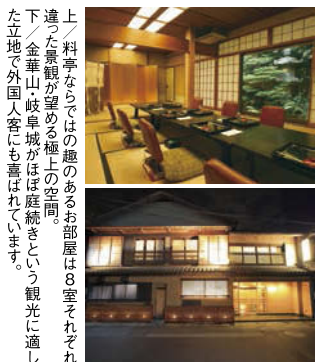 上／料亭ならではの趣のあるお部屋は８室それぞれ
違った景観が望める極上の空間。
下／金華山・岐阜城がほぼ庭続きという観光に適し
た立地で外国人客にも喜ばれています。